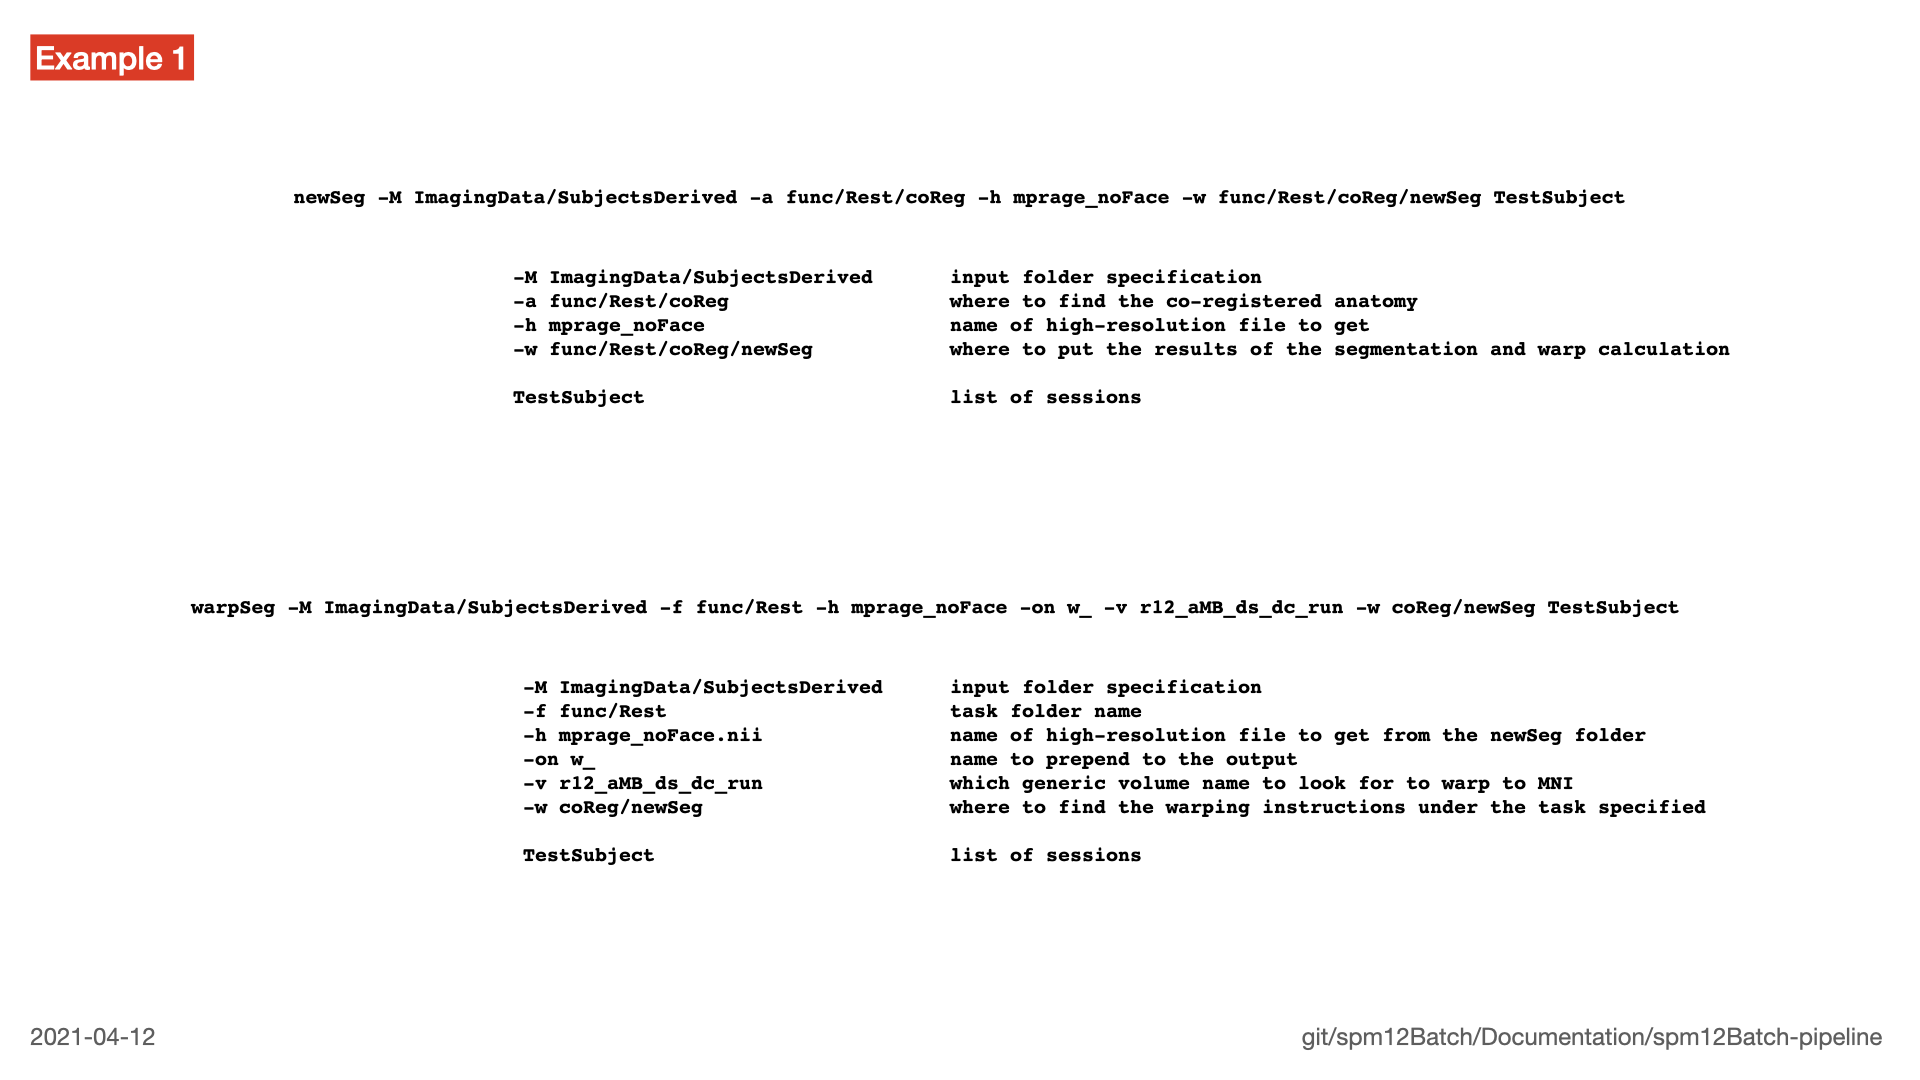 Example 1
newSeg -M ImagingData/SubjectsDerived -a func/Rest/coReg -h mprage_noFace -w func/Rest/coReg/newSeg TestSubject
-M ImagingData/SubjectsDerived input folder specification
-a func/Rest/coReg where to find the co-registered anatomy
-h mprage_noFace name of high-resolution file to get
-w func/Rest/coReg/newSeg where to put the results of the segmentation and warp calculation
TestSubject list of sessions
warpSeg -M ImagingData/SubjectsDerived -f func/Rest -h mprage_noFace -on w_ -v r12_aMB_ds_dc_run -w coReg/newSeg TestSubject
-M ImagingData/SubjectsDerived input folder specification
-f func/Rest task folder name
-h mprage_noFace.nii name of high-resolution file to get from the newSeg folder
-on w_ name to prepend to the output
-v r12_aMB_ds_dc_run which generic volume name to look for to warp to MNI
-w coReg/newSeg where to find the warping instructions under the task specified
TestSubject list of sessions
2021-04-12 git/spm12Batch/Documentation/spm12Batch-pipeline